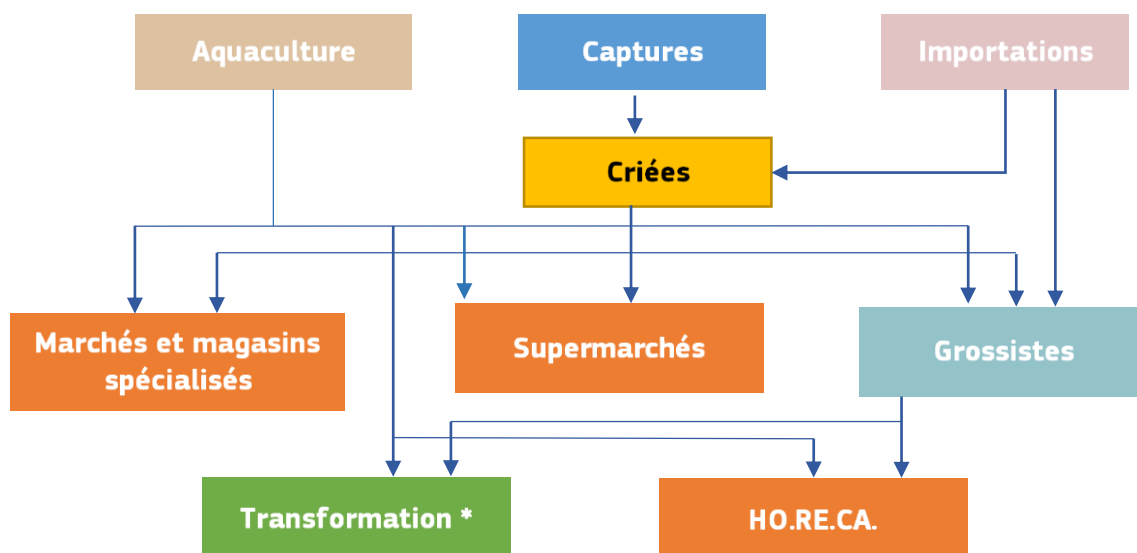 Aquaculture
Captures
Importations
Criées
Marchés et magasins
spécialisés
Supermarchés
Grossistes
Transformation *
HO.RE.CA.